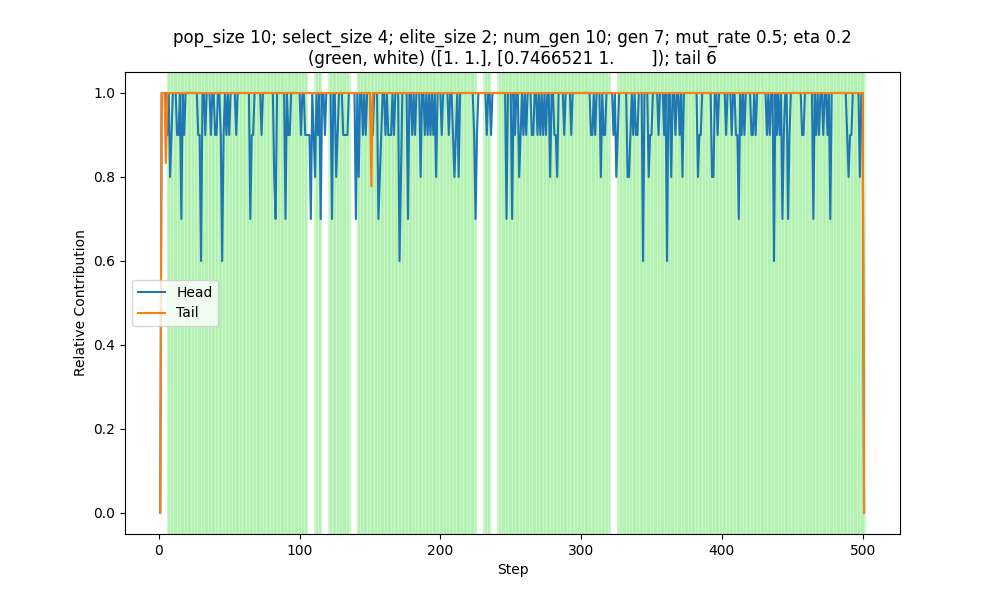 pop_size 10; select_size 4; elite_size 2; num_gen 10; gen 7; mut_rate 0.5; eta 0.2
(green, white) ([1. 1.], [0.7466521 1.        ]); tail 6
1.0
0.8
0.6
0.4
0.2
0.0
Relative Contribution
Head
Tail
0
100
200
300
400
500
Step